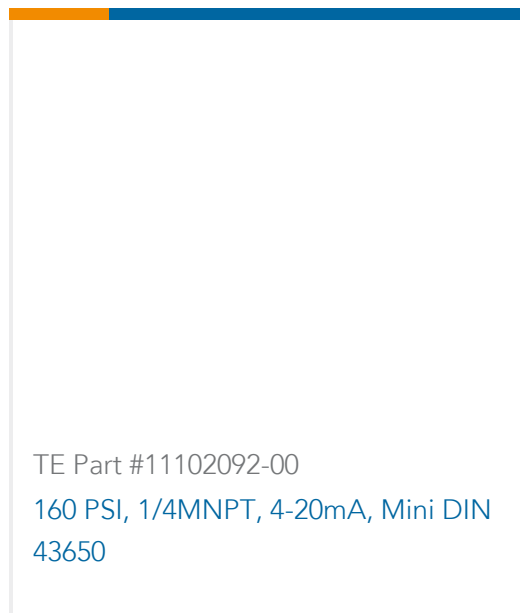 TE Part #11102092-00
160 PSI, 1/4MNPT, 4-20mA, Mini DIN
43650